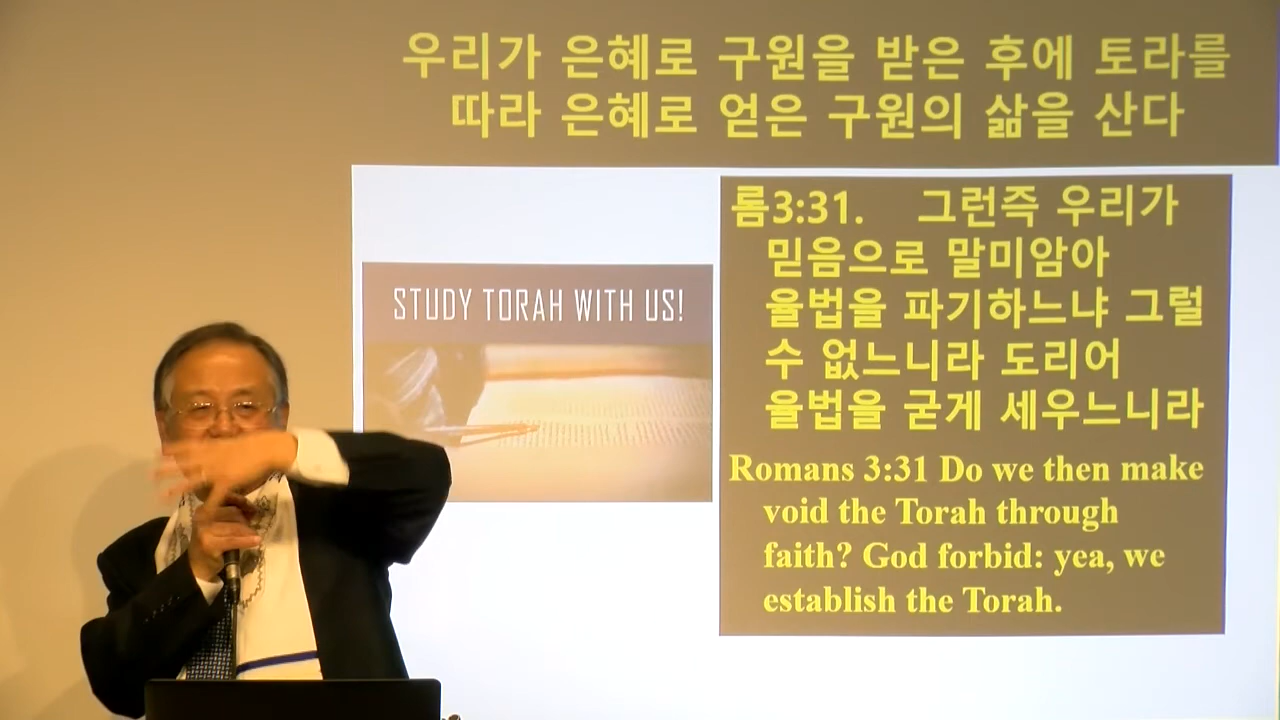 우리가 은혜로 구원을 받은 후에 토라를
따라 은혜로 얻은 구원의 삶을 산다
STUDY TORAH WITH US!
롬3:31. 그런즉 우리가
믿음으로 말미암아
율법을 파기하느냐 그럴
수 없느니라 도리어
율법을 굳게 세우느니라
Romans 3:31 Do we then make
void the Torah through
faith? God forbid: yea, we
establish the Torah.